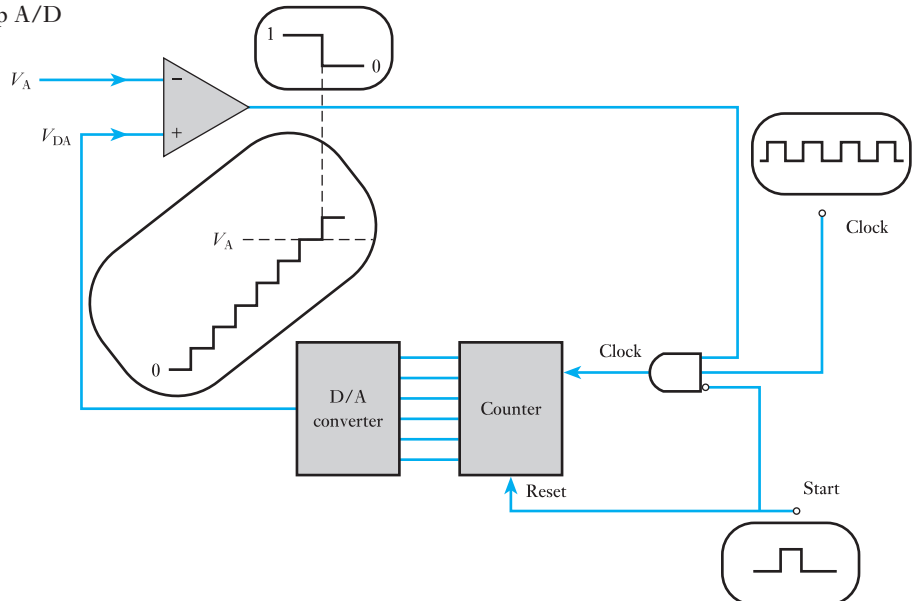 A/D
1
0
V_A
−
V_DA
+
V_A
0
Clock
Clock
D/A
converter
Counter
Reset
Start